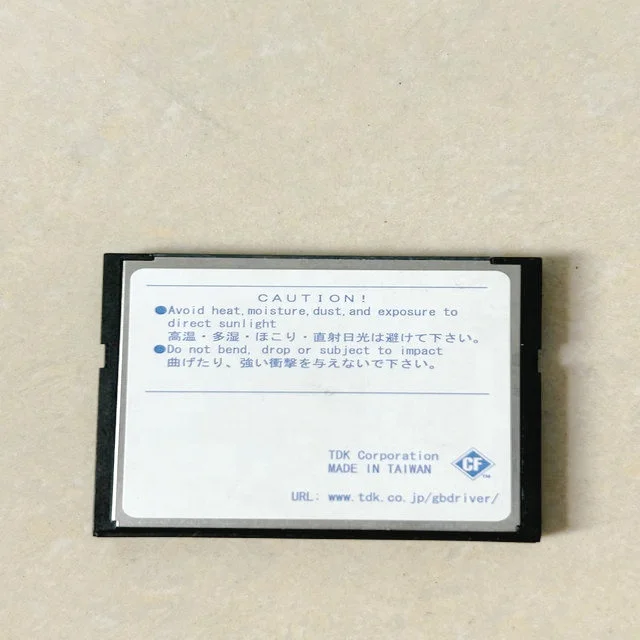 CAUTION!
●Avoid heat,moisture,dust,and exposure to
direct sunlight
高温・多湿・ほこり・直射日光は避けて下さい。
●Do not bend, drop or subject to impact
曲げたり、強い衝撃を与えないで下さい。
TDK Corporation
MADE IN TAIWAN
CF™
URL: www.tdk.co.jp/gbdriver/